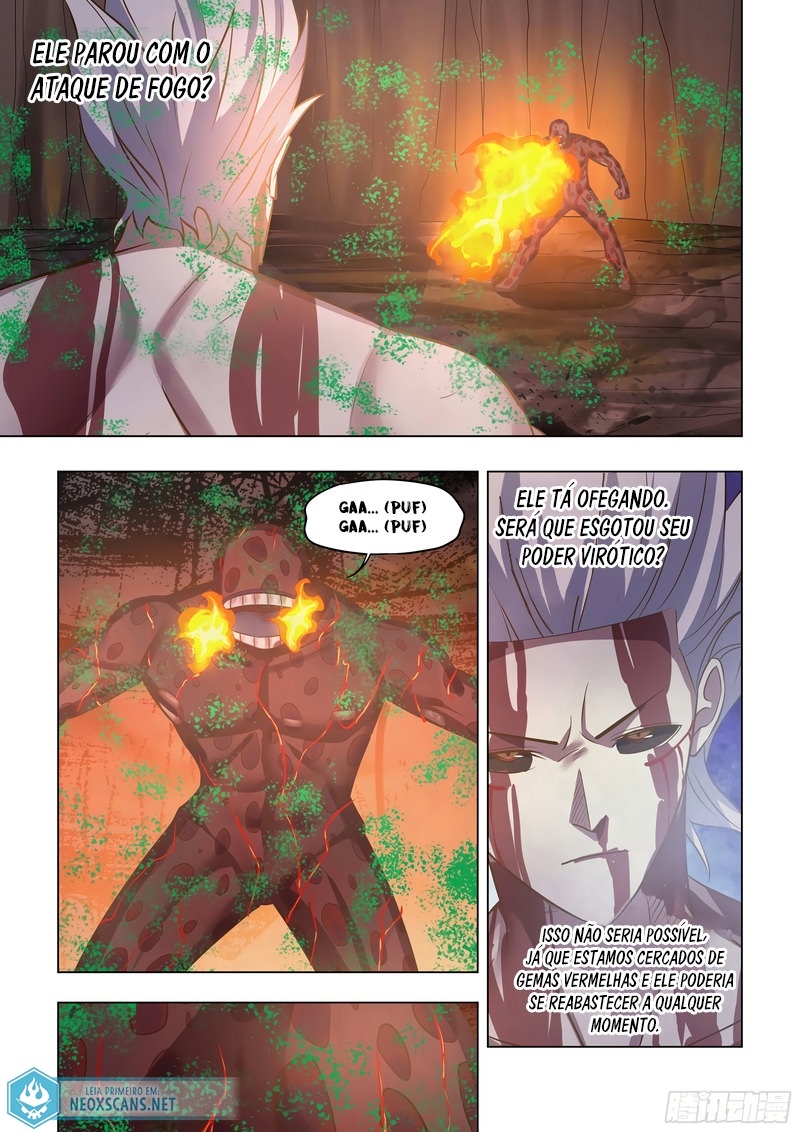 ELE PAROU COM O
ATAQUE DE FOGO?
GAA... (PUF)
GAA... (PUF)
ELE TÁ OFEGANDO.
SERÁ QUE ESGOTOU SEU
PODER VIRÓTICO?
ISSO NÃO SERIA POSSÍVEL,
JÁ QUE ESTAMOS CERCADOS DE
GEMAS VERMELHAS E ELE PODERIA
SE REABASTECER A QUALQUER
MOMENTO.
LEIA PRIMEIRO EM:
NEOXSCANS.NET
腾讯动漫